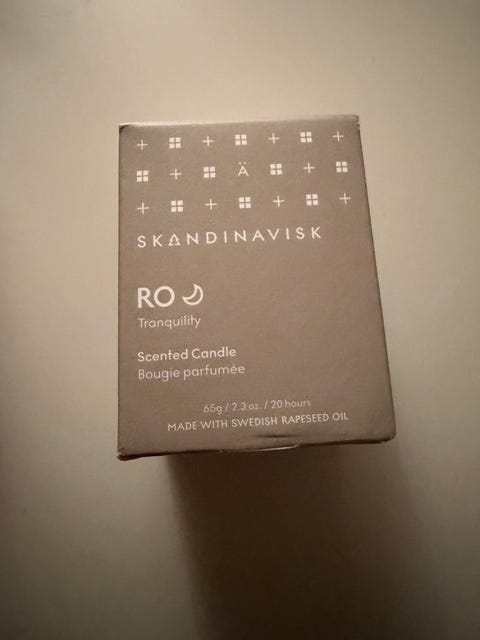 Ä
SKANDINAVISK
RO
Tranquility
Scented Candle
Bougie parfumée
65g / 2.3 oz. / 20 hours
MADE WITH SWEDISH RAPESEED OIL